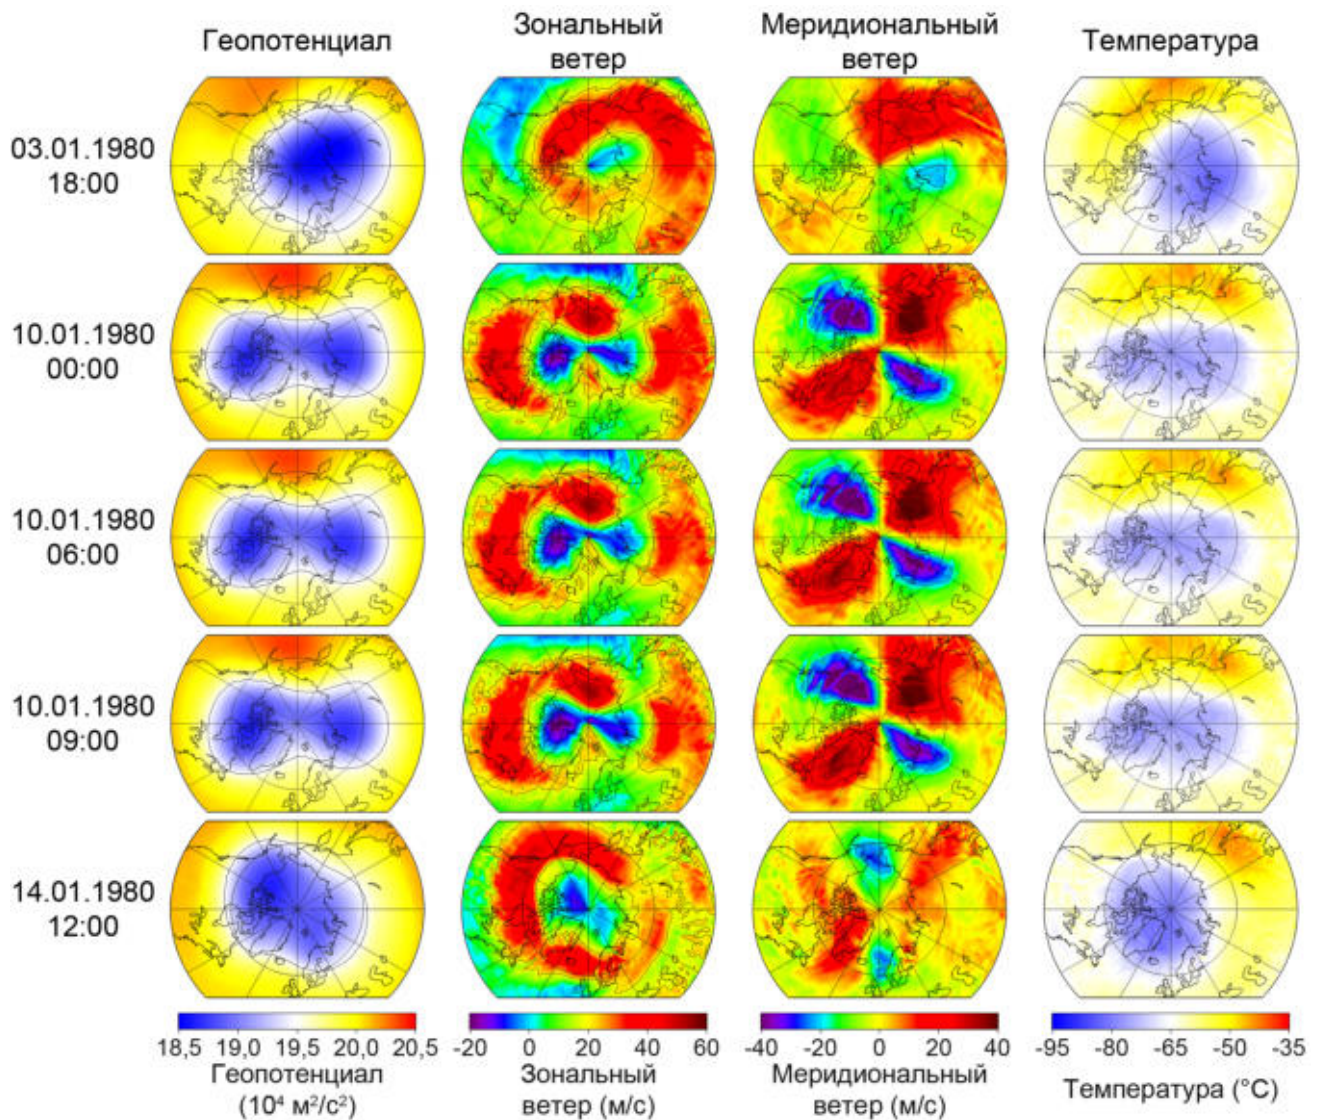 Геопотенциал
Зональный
ветер
Меридиональный
ветер
Температура
03.01.1980
18:00
10.01.1980
00:00
10.01.1980
06:00
10.01.1980
09:00
14.01.1980
12:00
18,5 19,0 19,5 20,0 20,5
Геопотенциал
(10⁴ м²/с²)
-20 0 20 40 60
Зональный
ветер (м/с)
-40 -20 0 20 40
Меридиональный
ветер (м/с)
-95 -80 -65 -50 -35
Температура (°C)